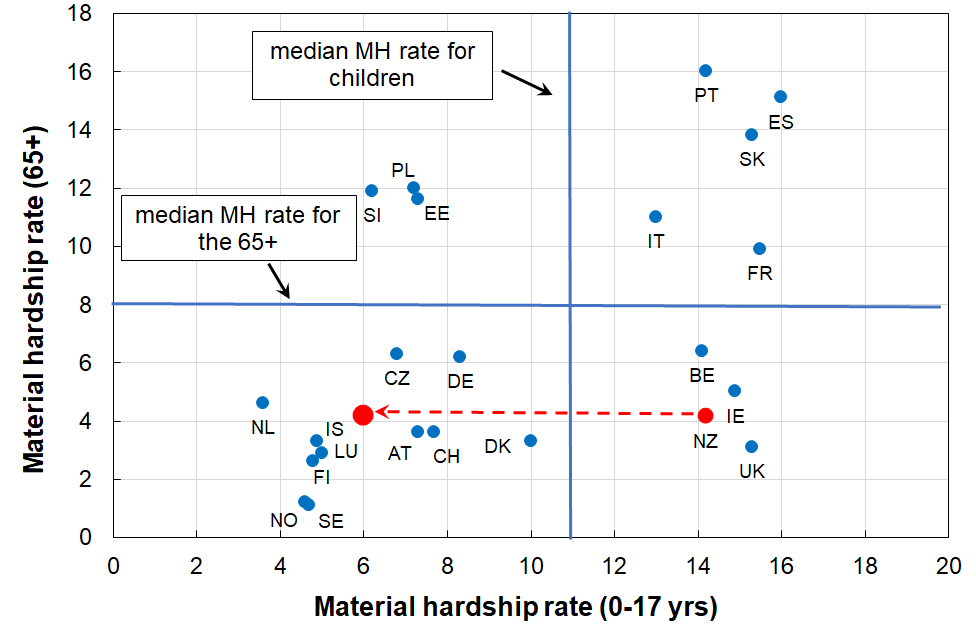 18
median MH rate for
children
16
PT
ES
14
SK
12
PL
SI
EE
median MH rate for
the 65+
IT
10
FR
8
6
CZ
DE
BE
NL
IS
IE
4
LU
AT
CH
DK
NZ
UK
FI
2
NO
SE
0
0 2 4 6 8 10 12 14 16 18 20
Material hardship rate (65+)
Material hardship rate (0-17 yrs)